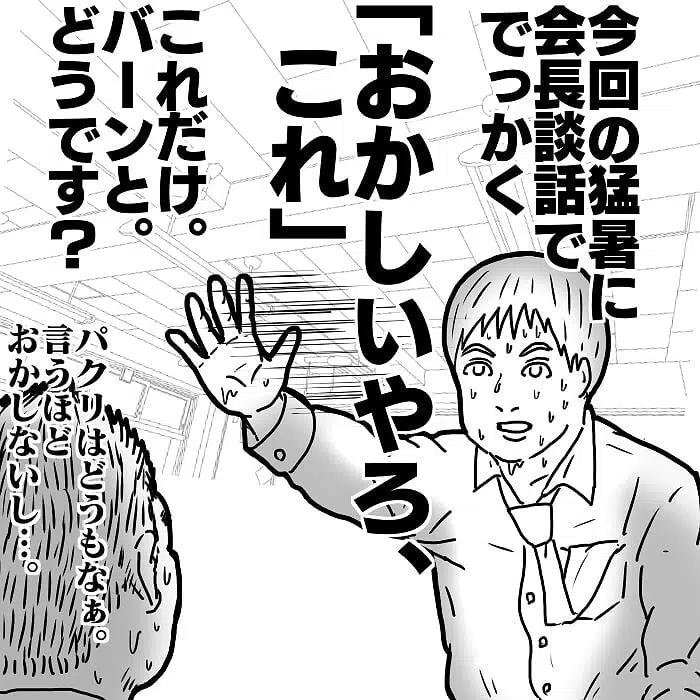 今回の猛暑に
会長談話で
でっかく
「おかしいやろ、
これ」
これだけ。
バーンと。
どうです？
パクリはどうもなぁ。
言うほど
おかしないし…。